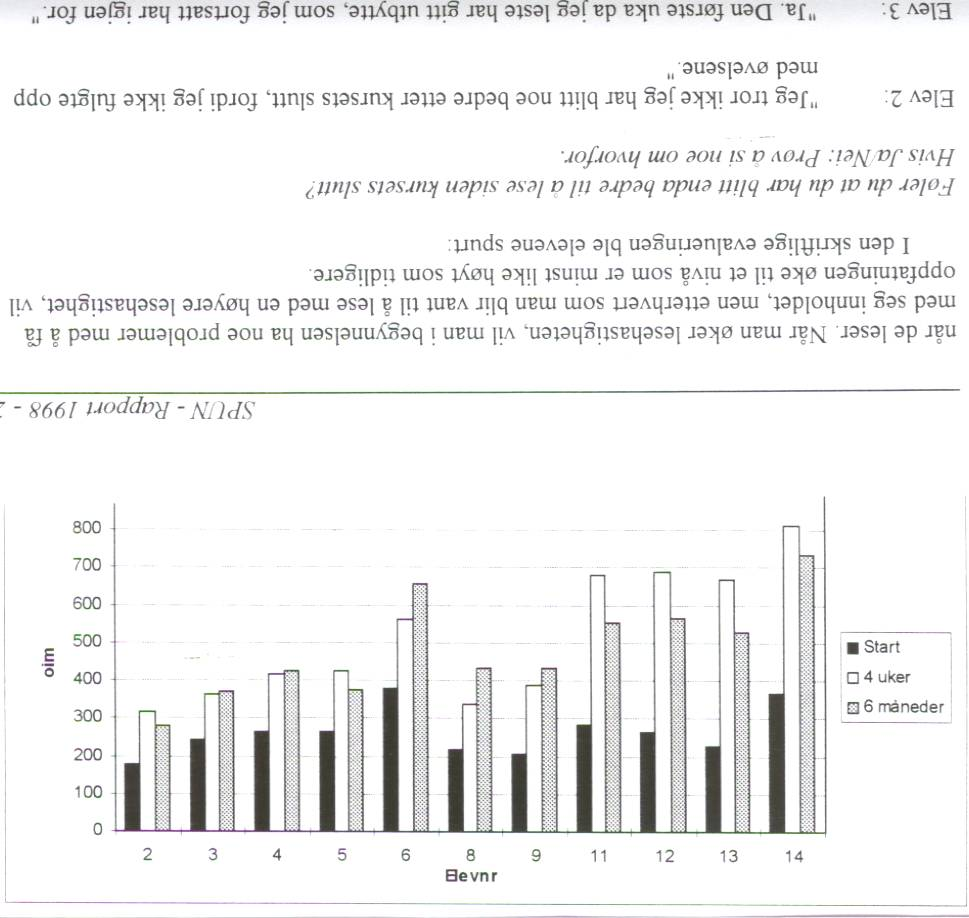 SPUN - Rapport 1998 -
når de leser. Når man øker lesehastigheten, vil man i begynnelsen ha noe problemer med å få
med seg innholdet, men etterhvert som man blir vant til å lese med en høyere lesehastighet, vil
oppfatningen øke til et nivå som er minst like høyt som tidligere.
I den skriftlige evalueringen ble elevene spurt:
Føler du at du har blitt enda bedre til å lese siden kursets slutt?
Hvis Ja/Nei: Prøv å si noe om hvorfor.
Elev 2: "Jeg tror ikke jeg har blitt noe bedre etter kursets slutt, fordi jeg ikke fulgte opp
med øvelsene."
Elev 3: "Ja. Den første uka da jeg leste har gitt utbytte, som jeg fortsatt har igjen for."
800
700
600
500
400
300
200
100
0
oim
2 3 4 5 6 8 9 11 12 13 14
Elevnr
Start
4 uker
6 måneder